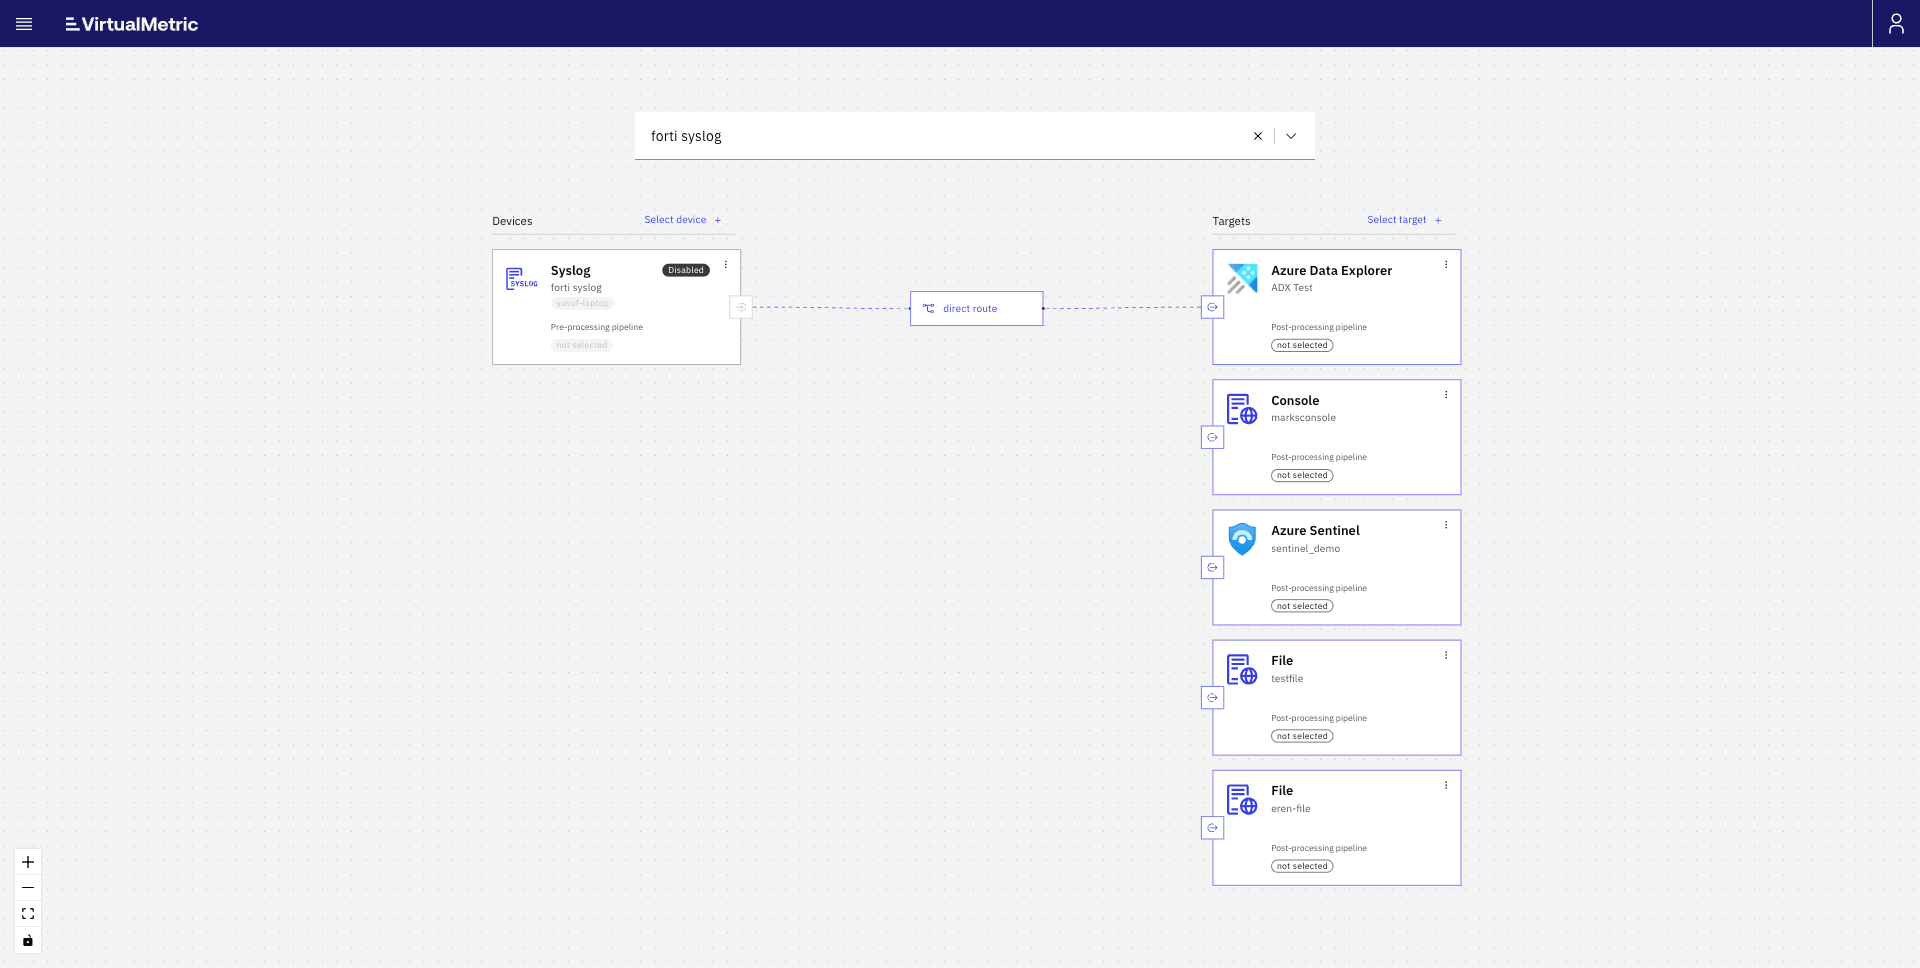 VirtualMetric
forti syslog
Devices
Select device +
Syslog
Disabled
forti syslog
yusuf-laptop
Pre-processing pipeline
not selected
SYSLOG
direct route
Targets
Select target +
Azure Data Explorer
ADX Test
Post-processing pipeline
not selected
Console
marksconsole
Post-processing pipeline
not selected
Azure Sentinel
sentinel_demo
Post-processing pipeline
not selected
File
testfile
Post-processing pipeline
not selected
File
eren-file
Post-processing pipeline
not selected